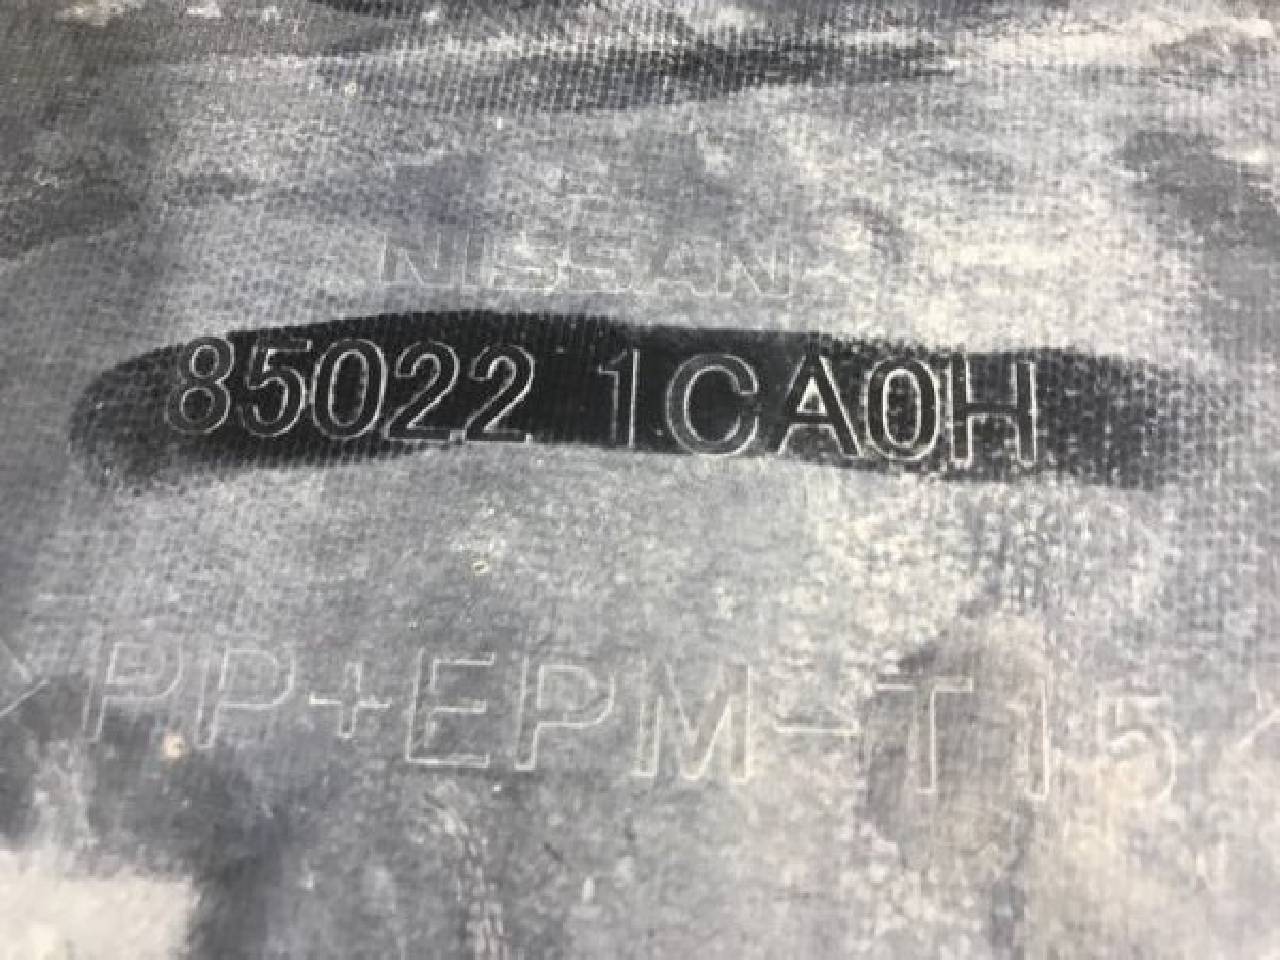 NISSAN
85022 1CA0H
>PP+EPM-T15<